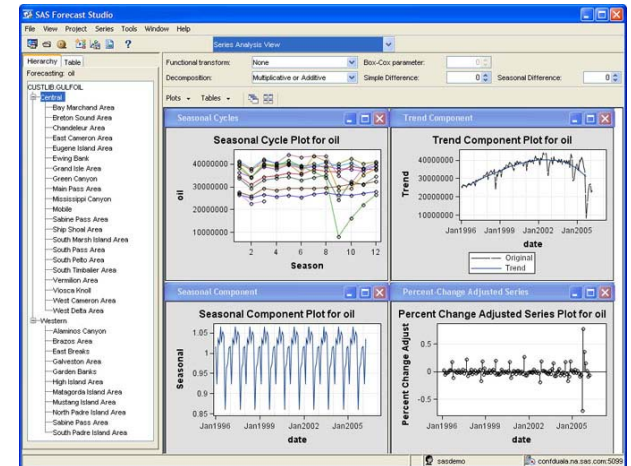 SAS Forecast Studio
File View Project Series Tools Window Help
Series Analysis View
Hierarchy Table
Forecasting: oil
CUSTLIB.GULFOIL
Central
Bay Marchand Area
Breton Sound Area
Chandeleur Area
East Cameron Area
Eugene Island Area
Ewing Bank
Grand Isle Area
Green Canyon
Main Pass Area
Mississippi Canyon
Mobile
Sabine Pass Area
Ship Shoal Area
South Marsh Island Area
South Pass Area
South Pelto Area
South Timbalier Area
Vermilion Area
Viosca Knoll
West Cameron Area
West Delta Area
Western
Alaminos Canyon
Brazos Area
East Breaks
Galveston Area
Garden Banks
High Island Area
Matagorda Island Area
Mustang Island Area
North Padre Island Area
Sabine Pass Area
South Padre Island Area
Functional transform: None Box-Cox parameter: 0
Decomposition: Multiplicative or Additive Simple Difference: 0 Seasonal Difference: 0
Plots Tables
Seasonal Cycles
Seasonal Cycle Plot for oil
oil
40000000
30000000
20000000
10000000
2 4 6 8 10 12
Season
Trend Component
Trend Component Plot for oil
Trend
40000000
30000000
20000000
10000000
Jan1996 Jan1999 Jan2002 Jan2005
date
Original
Trend
Seasonal Component
Seasonal Component Plot for oil
Seasonal
1.05
1
0.95
0.9
0.85
Jan1996 Jan1999 Jan2002 Jan2005
date
Percent-Change Adjusted Series
Percent Change Adjusted Series Plot for oil
Percent Change Adjust
0.5
0
-0.5
Jan1996 Jan1999 Jan2002 Jan2005
date
sasdemo
confduala.na.sas.com:5099